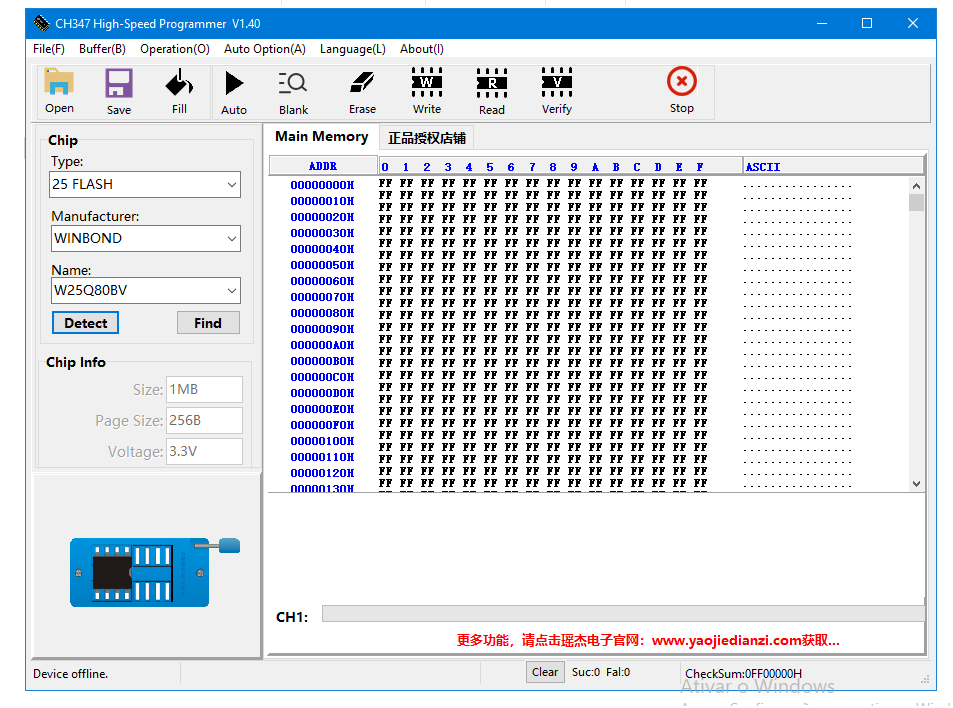 CH347 High-Speed Programmer V1.40
File(F) Buffer(B) Operation(O) Auto Option(A) Language(L) About(I)
Open Save Fill Auto Blank Erase Write Read Verify Stop
W R V
Chip
Type:
25 FLASH
Manufacturer:
WINBOND
Name:
W25Q80BV
Detect Find
Chip Info
Size: 1MB
Page Size: 256B
Voltage: 3.3V
Main Memory 正品授权店铺
ADDR 0 1 2 3 4 5 6 7 8 9 A B C D E F ASCII
00000000H FF FF FF FF FF FF FF FF FF FF FF FF FF FF FF FF ................
00000010H FF FF FF FF FF FF FF FF FF FF FF FF FF FF FF FF ................
00000020H FF FF FF FF FF FF FF FF FF FF FF FF FF FF FF FF ................
00000030H FF FF FF FF FF FF FF FF FF FF FF FF FF FF FF FF ................
00000040H FF FF FF FF FF FF FF FF FF FF FF FF FF FF FF FF ................
00000050H FF FF FF FF FF FF FF FF FF FF FF FF FF FF FF FF ................
00000060H FF FF FF FF FF FF FF FF FF FF FF FF FF FF FF FF ................
00000070H FF FF FF FF FF FF FF FF FF FF FF FF FF FF FF FF ................
00000080H FF FF FF FF FF FF FF FF FF FF FF FF FF FF FF FF ................
00000090H FF FF FF FF FF FF FF FF FF FF FF FF FF FF FF FF ................
000000A0H FF FF FF FF FF FF FF FF FF FF FF FF FF FF FF FF ................
000000B0H FF FF FF FF FF FF FF FF FF FF FF FF FF FF FF FF ................
000000C0H FF FF FF FF FF FF FF FF FF FF FF FF FF FF FF FF ................
000000D0H FF FF FF FF FF FF FF FF FF FF FF FF FF FF FF FF ................
000000E0H FF FF FF FF FF FF FF FF FF FF FF FF FF FF FF FF ................
000000F0H FF FF FF FF FF FF FF FF FF FF FF FF FF FF FF FF ................
00000100H FF FF FF FF FF FF FF FF FF FF FF FF FF FF FF FF ................
00000110H FF FF FF FF FF FF FF FF FF FF FF FF FF FF FF FF ................
00000120H FF FF FF FF FF FF FF FF FF FF FF FF FF FF FF FF ................
00000130H FF FF FF FF FF FF FF FF FF FF FF FF FF FF FF FF ................
CH1:
更多功能，请点击瑶杰电子官网：www.yaojiedianzi.com获取...
Device offline. Clear Suc:0 Fal:0 CheckSum:0FF00000H
Ativar o Windows